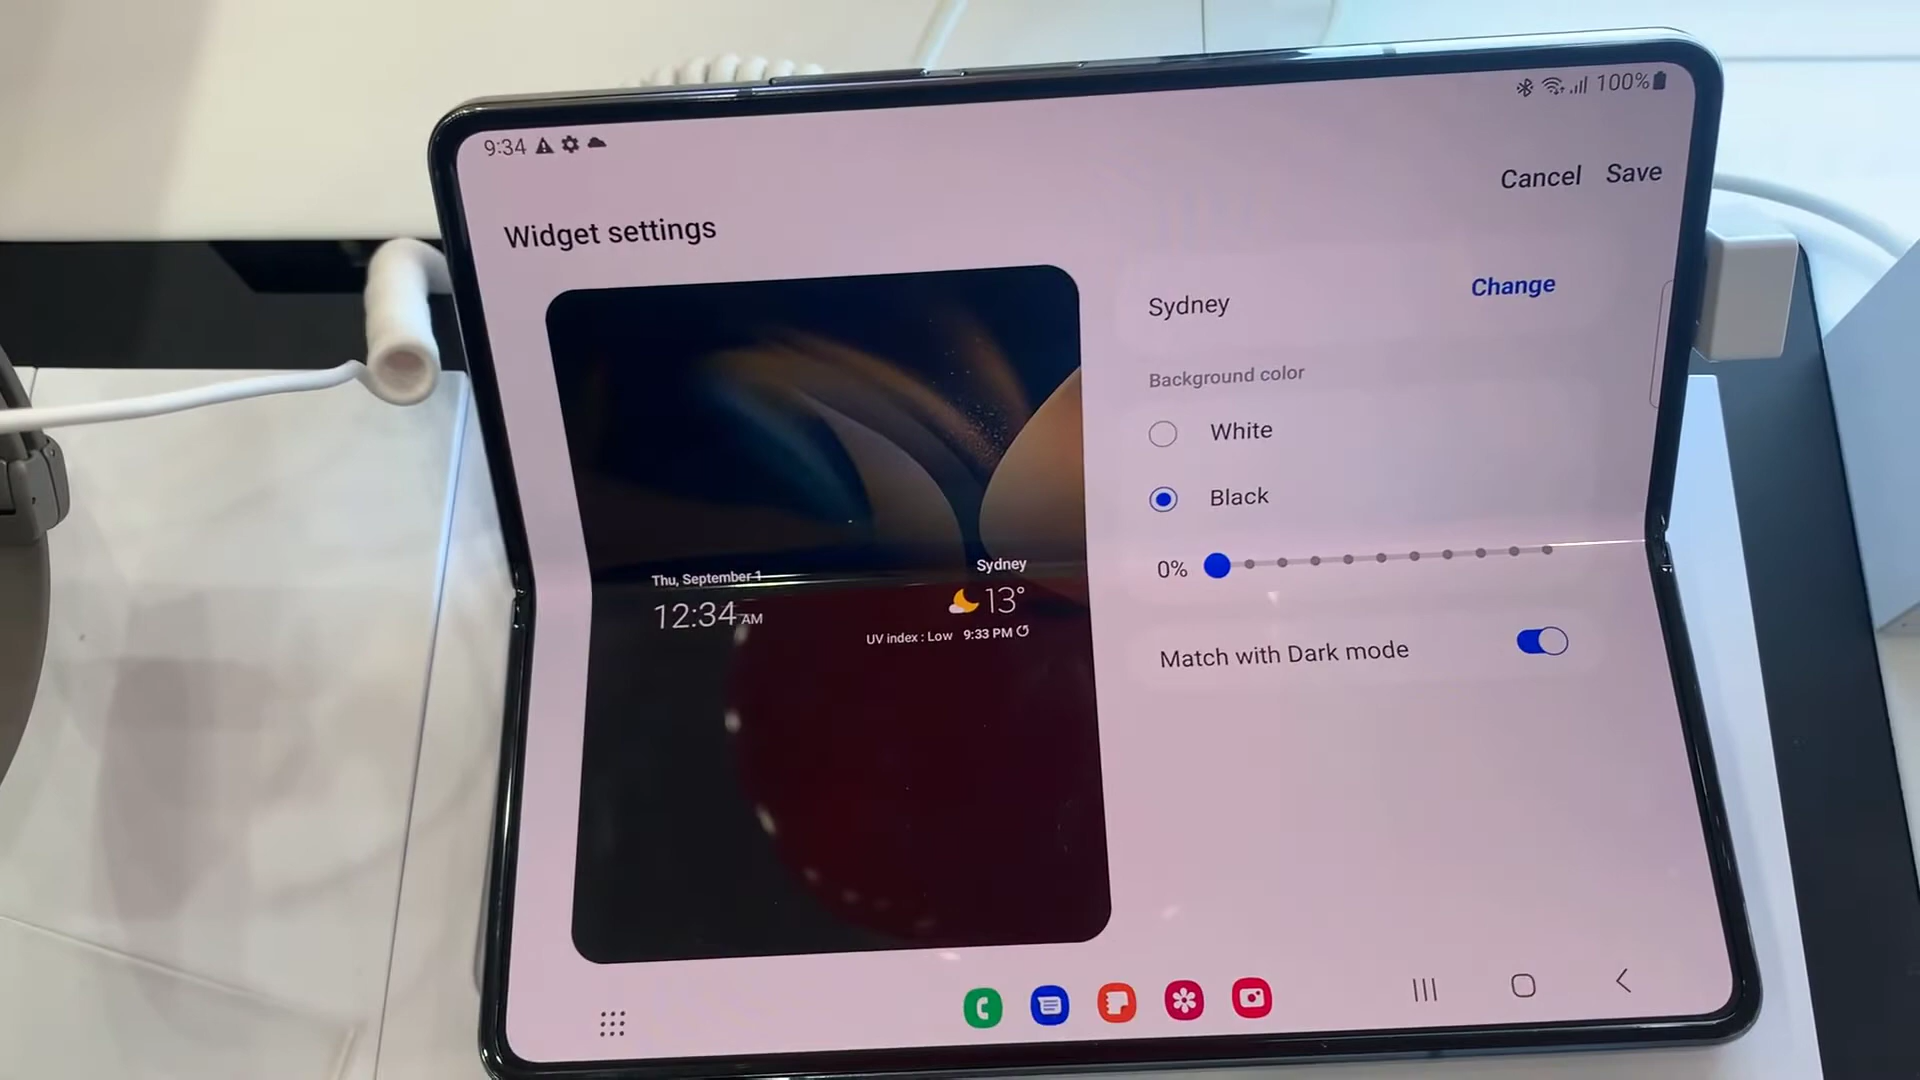 9:34
100%
Cancel Save
Widget settings
Sydney Change
Background color
White
Black
0%
Match with Dark mode
Thu, September 1
12:34 AM
Sydney
13°
UV index : Low 9:33 PM